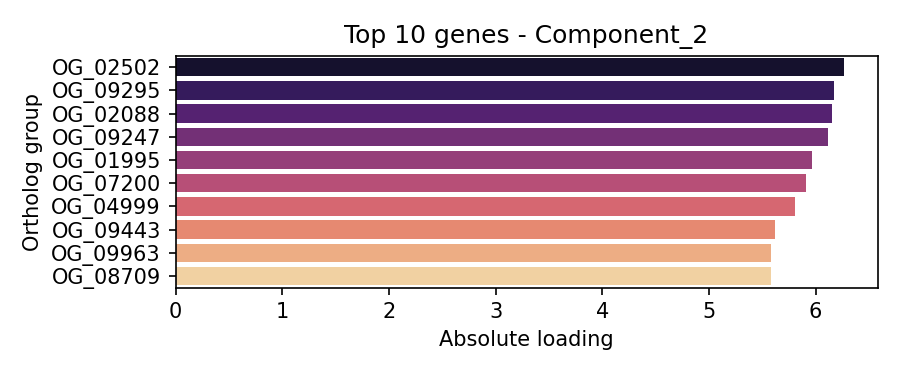 Top 10 genes - Component_2
Ortholog group
OG_02502
OG_09295
OG_02088
OG_09247
OG_01995
OG_07200
OG_04999
OG_09443
OG_09963
OG_08709
0 1 2 3 4 5 6
Absolute loading